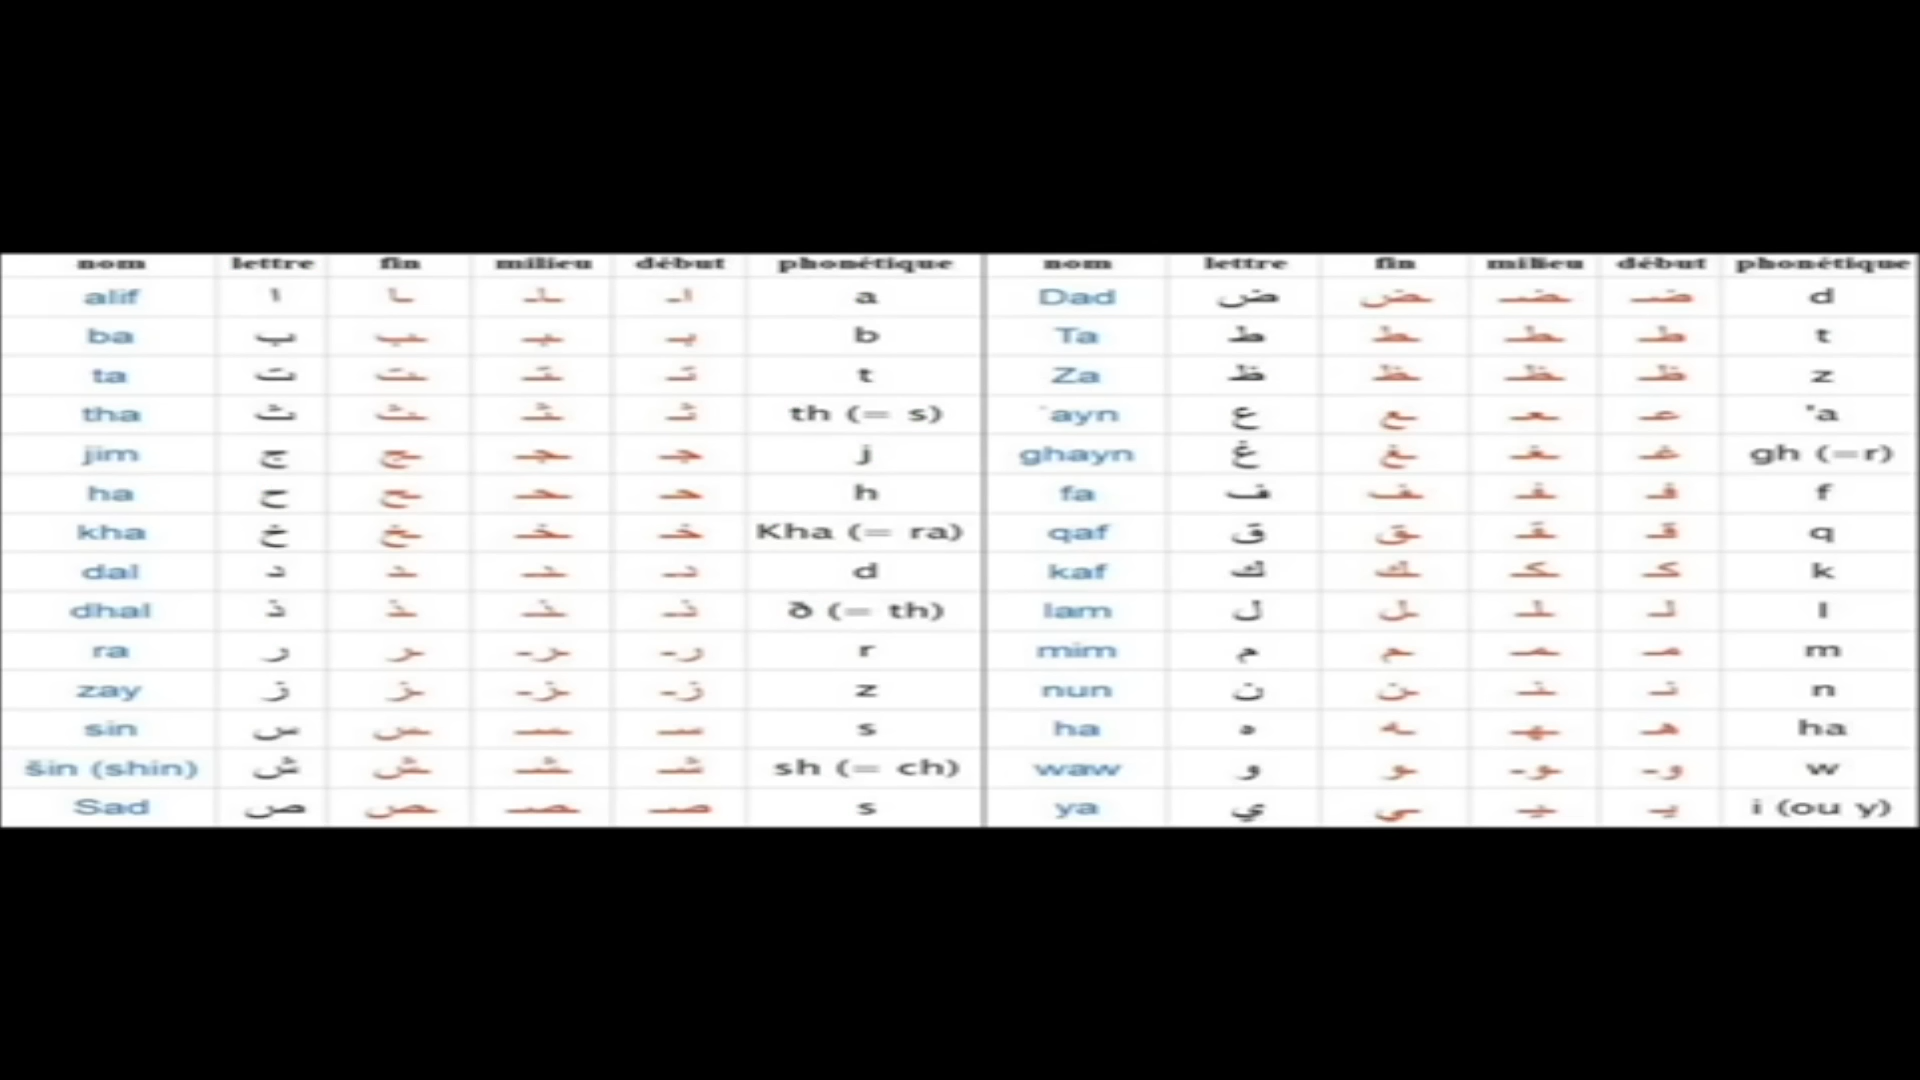 nom lettre fin milieu début phonétique nom lettre fin milieu début phonétique
alif ا ـا ـاـ اـ a Dad ض ـض ـضـ ضـ d
ba ب ـب ـبـ بـ b Ta ط ـط ـطـ طـ t
ta ت ـت ـتـ تـ t Za ظ ـظ ـظـ ظـ z
tha ث ـث ـثـ ثـ th (= s) `ayn ع ـع ـعـ عـ 'a
jim ج ـج ـجـ جـ j ghayn غ ـغ ـغـ غـ gh (=r)
ha ح ـح ـحـ حـ h fa ف ـف ـفـ فـ f
kha خ ـخ ـخـ خـ Kha (= ra) qaf ق ـق ـقـ قـ q
dal د ـد ـدـ دـ d kaf ك ـك ـكـ كـ k
dhal ذ ـذ ـذـ ذـ ð (= th) lam ل ـل ـلـ لـ l
ra ر ـر ـر- ر- r mim م ـم ـمـ مـ m
zay ز ـز ـز- ز- z nun ن ـن ـنـ نـ n
sin س ـس ـسـ سـ s ha ه ـه ـهـ هـ ha
šin (shin) ش ـش ـشـ شـ sh (= ch) waw و ـو ـو- و- w
Sad ص ـص ـصـ صـ s ya ي ـي ـيـ يـ i (ou y)